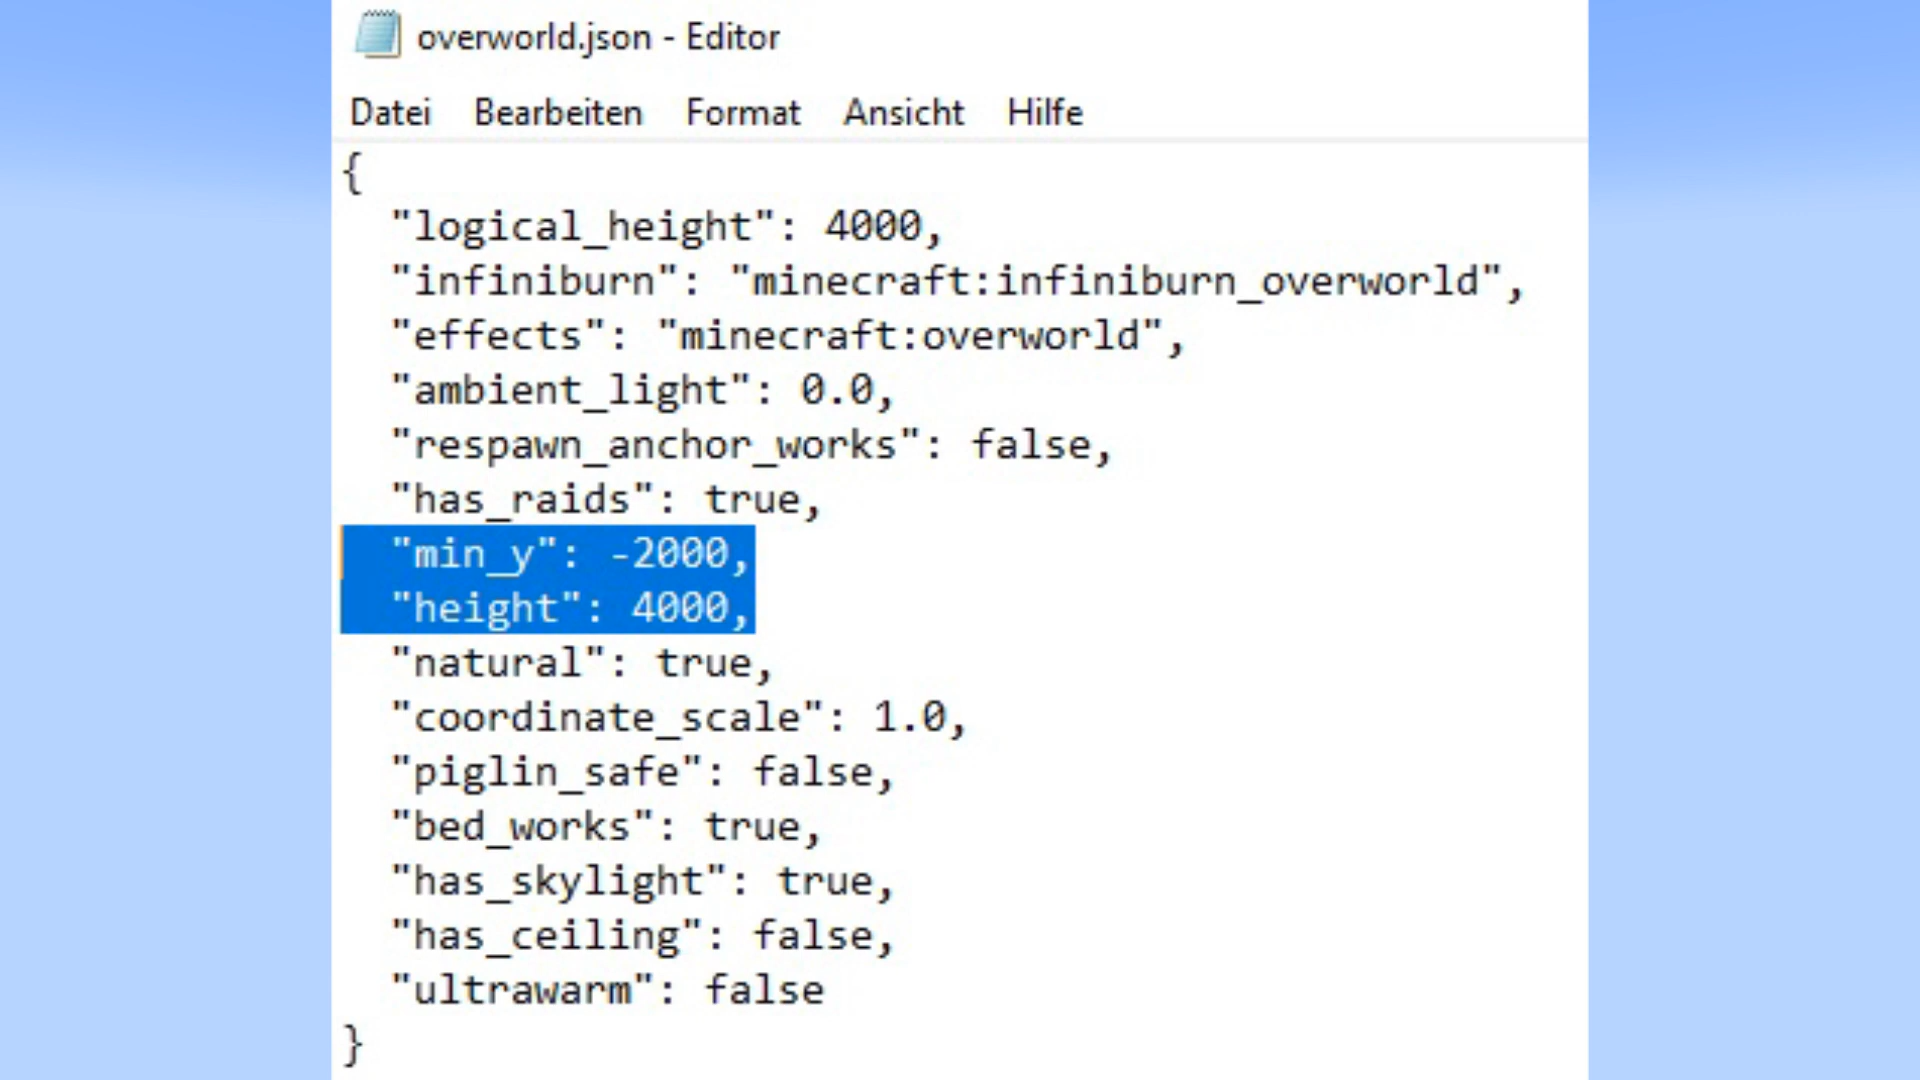 overworld.json - Editor
Datei Bearbeiten Format Ansicht Hilfe
{
"logical_height": 4000,
"infiniburn": "minecraft:infiniburn_overworld",
"effects": "minecraft:overworld",
"ambient_light": 0.0,
"respawn_anchor_works": false,
"has_raids": true,
"min_y": -2000,
"height": 4000,
"natural": true,
"coordinate_scale": 1.0,
"piglin_safe": false,
"bed_works": true,
"has_skylight": true,
"has_ceiling": false,
"ultrawarm": false
}